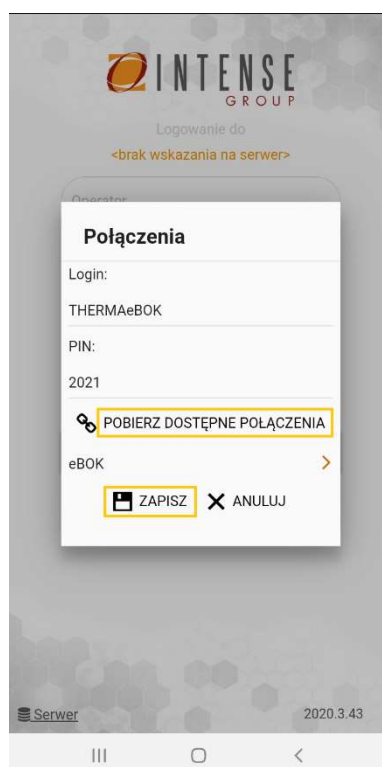 INTENSE
GROUP
Logowanie do
<brak wskazania na serwer>
Operator
Połączenia
Login:
THERMAeBOK
PIN:
2021
POBIERZ DOSTĘPNE POŁĄCZENIA
eBOK
ZAPISZ ANULUJ
Serwer 2020.3.43